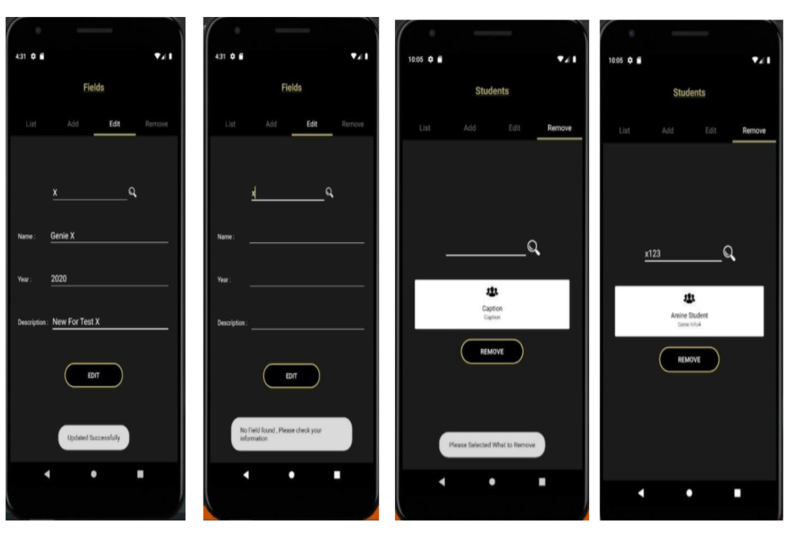 4:31
Fields
List Add Edit Remove
X
Name : Genie X
Year : 2020
Description : New For Test X
EDIT
Updated Successfully
4:31
Fields
List Add Edit Remove
x
Name :
Year :
Description :
EDIT
No Field found , Please check your
information
10:05
Students
List Add Edit Remove
Caption
Caption
REMOVE
Please Selected What to Remove
10:05
Students
List Add Edit Remove
x123
Amine Student
Genie Info4
REMOVE